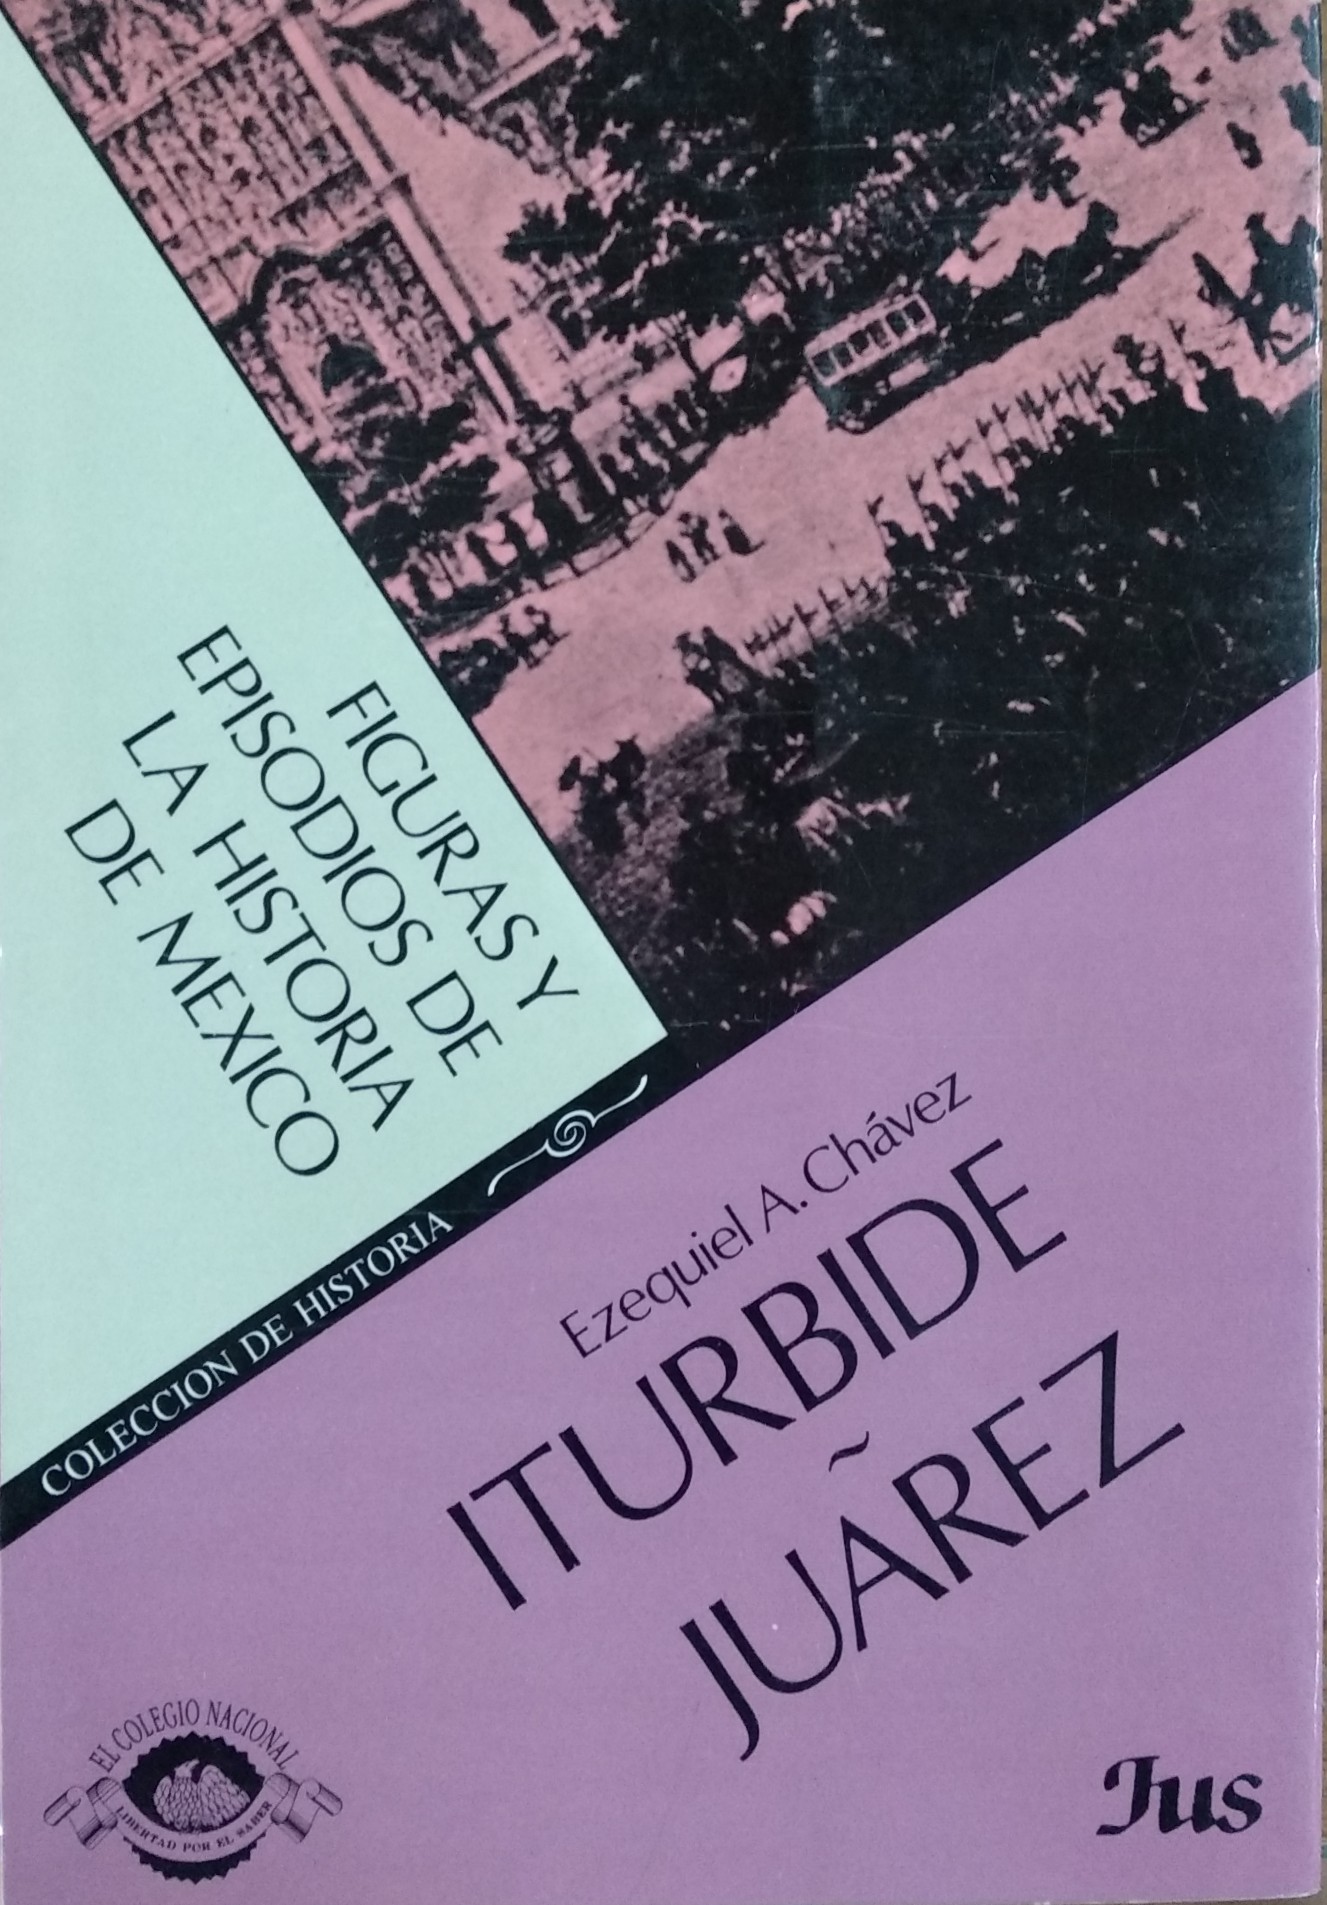 FIGURAS Y
EPISODIOS DE
LA HISTORIA
DE MEXICO
COLECCION DE HISTORIA
Ezequiel A. Chávez
ITURBIDE
~
JUAREZ
EL COLEGIO NACIONAL
LIBERTAD POR EL SABER
Jus